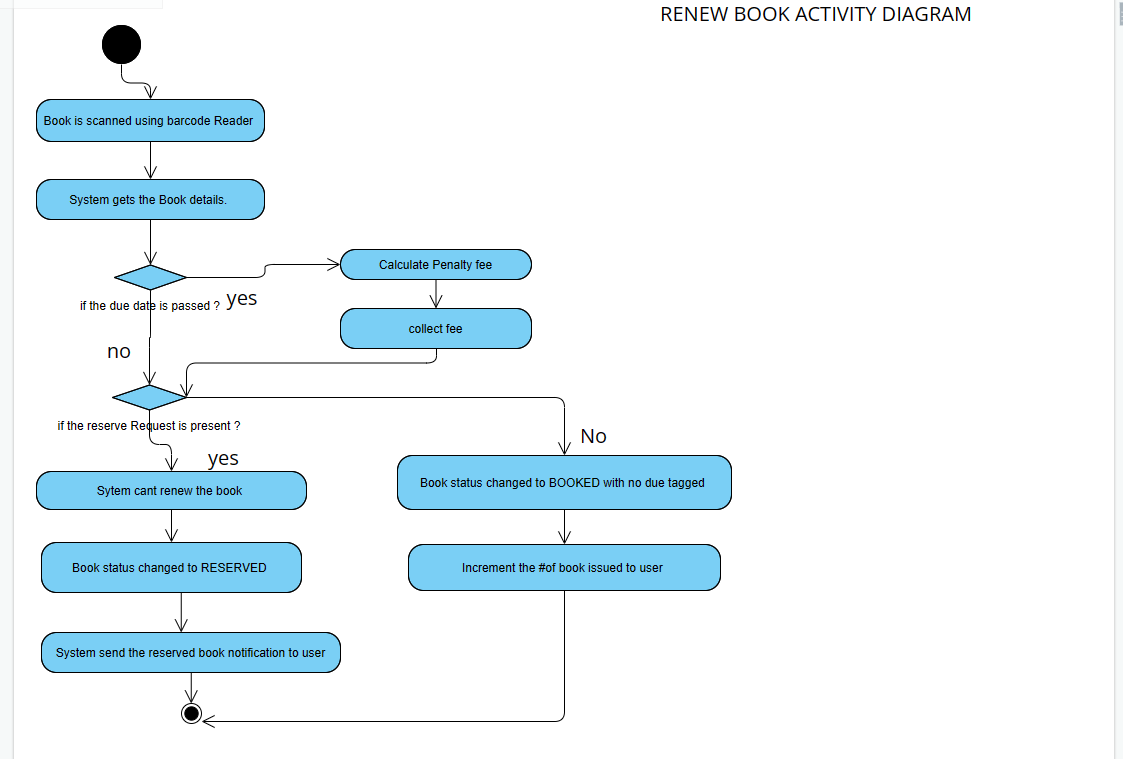 RENEW BOOK ACTIVITY DIAGRAM
Book is scanned using barcode Reader
System gets the Book details.
Calculate Penalty fee
if the due date is passed ?
yes
collect fee
no
if the reserve Request is present ?
No
yes
Sytem cant renew the book
Book status changed to BOOKED with no due tagged
Book status changed to RESERVED
Increment the #of book issued to user
System send the reserved book notification to user